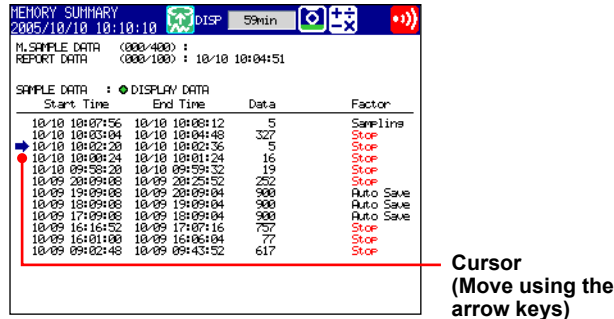 MEMORY SUMMARY
2005/10/10 10:10:10 DISP 59min
M.SAMPLE DATA (000/400) :
REPORT DATA (000/100) : 10/10 10:04:51
SAMPLE DATA : DISPLAY DATA
Start Time End Time Data Factor
10/10 10:07:56 10/10 10:08:12 5 Sampling
10/10 10:03:04 10/10 10:04:48 327 Stop
10/10 10:02:20 10/10 10:02:36 5 Stop
10/10 10:00:24 10/10 10:01:24 16 Stop
10/10 09:58:20 10/10 09:59:32 19 Stop
10/09 20:09:08 10/09 20:25:52 252 Stop
10/09 19:09:08 10/09 20:09:04 900 Auto Save
10/09 18:09:08 10/09 19:09:04 900 Auto Save
10/09 17:09:08 10/09 18:09:04 900 Auto Save
10/09 16:16:52 10/09 17:07:16 757 Stop
10/09 16:01:00 10/09 16:06:04 77 Stop
10/09 09:02:48 10/09 09:43:52 617 Stop
Cursor
(Move using the
arrow keys)